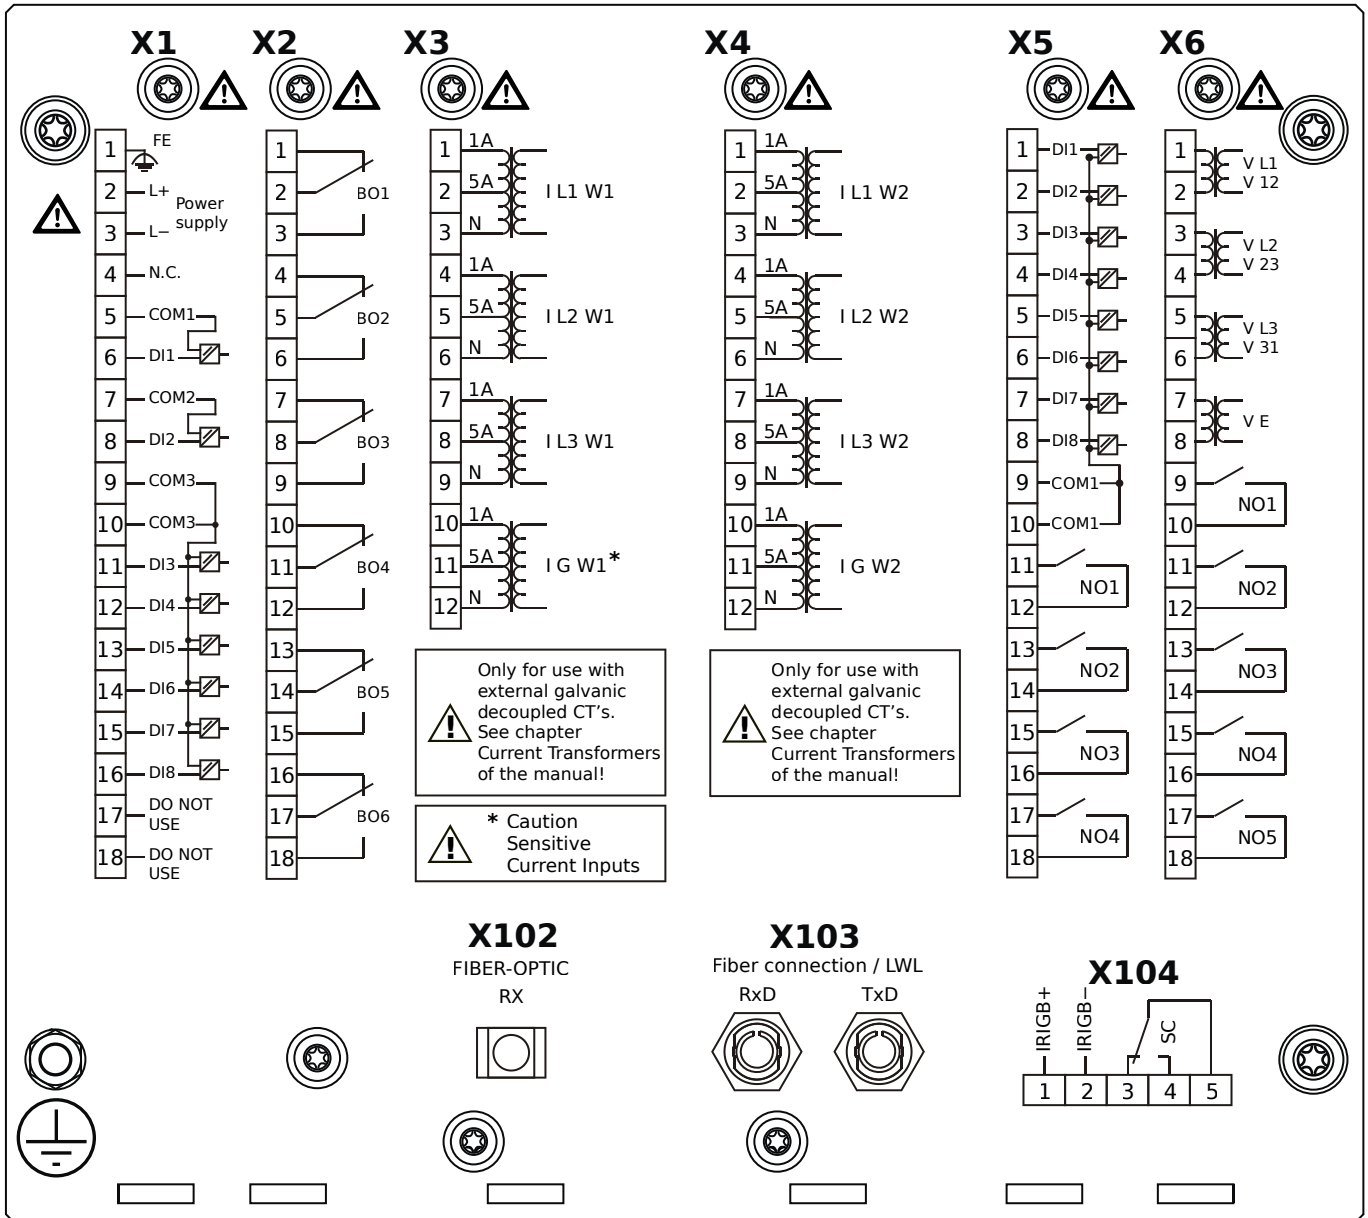 X1 X2 X3 X4 X5 X6
1 FE
2 L+
Power
supply
3 L−
4 N.C.
5 COM1
6 DI1
7 COM2
8 DI2
9 COM3
10 COM3
11 DI3
12 DI4
13 DI5
14 DI6
15 DI7
16 DI8
17 DO NOT
USE
18 DO NOT
USE
1
2 BO1
3
4
5 BO2
6
7
8 BO3
9
10
11 BO4
12
13
14 BO5
15
16
17 BO6
18
1 1A
2 5A I L1 W1
3 N
4 1A
5 5A I L2 W1
6 N
7 1A
8 5A I L3 W1
9 N
10 1A
11 5A I G W1*
12 N
Only for use with
external galvanic
decoupled CT's.
See chapter
Current Transformers
of the manual!
* Caution
Sensitive
Current Inputs
1 1A
2 5A I L1 W2
3 N
4 1A
5 5A I L2 W2
6 N
7 1A
8 5A I L3 W2
9 N
10 1A
11 5A I G W2
12 N
Only for use with
external galvanic
decoupled CT's.
See chapter
Current Transformers
of the manual!
1 DI1
2 DI2
3 DI3
4 DI4
5 DI5
6 DI6
7 DI7
8 DI8
9 COM1
10 COM1
11
NO1
12
13
NO2
14
15
NO3
16
17
NO4
18
1
V L1
V 12
2
3
V L2
V 23
4
5
V L3
V 31
6
7
V E
8
9
NO1
10
11
NO2
12
13
NO3
14
15
NO4
16
17
NO5
18
X102
FIBER-OPTIC
RX
X103
Fiber connection / LWL
RxD TxD
X104
IRIGB+ IRIGB− SC
1 2 3 4 5